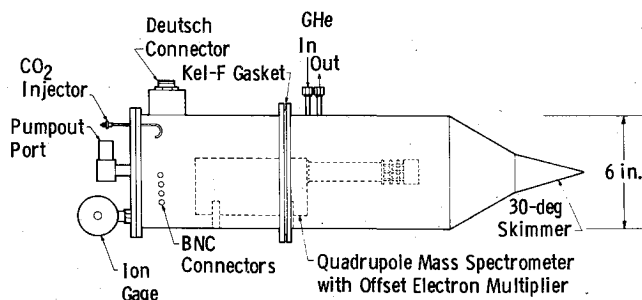 Deutsch
Connector
GHe
In
Out
Kel-F Gasket
CO2
Injector
Pumpout
Port
6 in.
30-deg
Skimmer
BNC
Connectors
Ion
Gage
Quadrupole Mass Spectrometer
with Offset Electron Multiplier